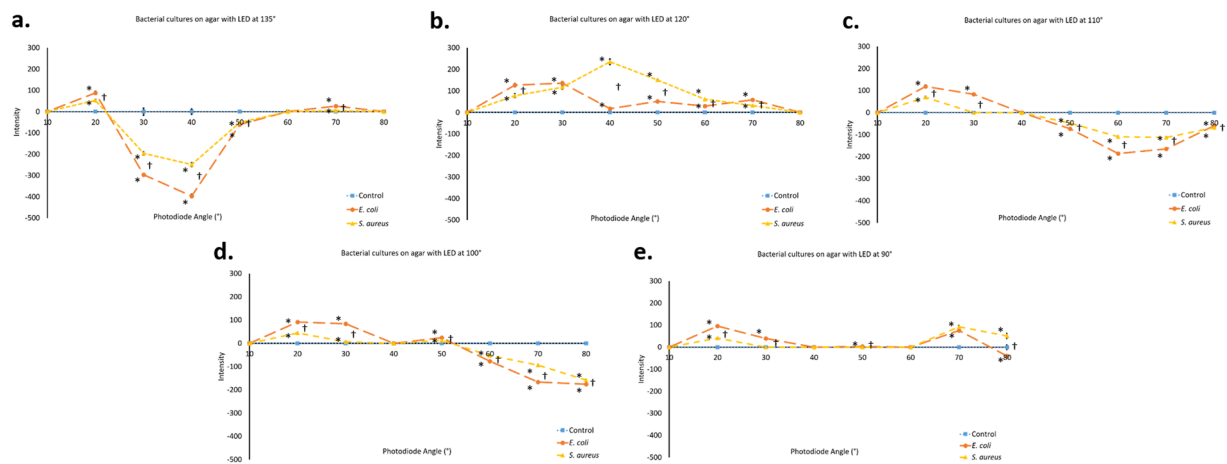 a.
Bacterial cultures on agar with LED at 135°
Intensity
300
200
100
0
-100
-200
-300
-400
-500
10 20 30 40 50 60 70 80
* * † * * † * * † * * † * * †
Photodiode Angle (°)
Control
E. coli
S. aureus
b.
Bacterial cultures on agar with LED at 120°
Intensity
300
200
100
0
-100
-200
-300
-400
-500
10 20 30 40 50 60 70 80
* * † * * † * † * * † * * † * * †
Photodiode Angle (°)
Control
E. coli
S. aureus
c.
Bacterial cultures on agar with LED at 110°
Intensity
300
200
100
0
-100
-200
-300
-400
-500
10 20 30 40 50 60 70 80
* * † * † * * † * * † * * † * * †
Photodiode Angle (°)
Control
E. coli
S. aureus
d.
Bacterial cultures on agar with LED at 100°
Intensity
300
200
100
0
-100
-200
-300
-400
-500
10 20 30 40 50 60 70 80
* * † * * † * * † * * † * * † * * †
Photodiode Angle (°)
Control
E. coli
S. aureus
e.
Bacterial cultures on agar with LED at 90°
Intensity
300
200
100
0
-100
-200
-300
-400
-500
10 20 30 40 50 60 70 80
* * † * † * † * * * * †
Photodiode Angle (°)
Control
E. coli
S. aureus